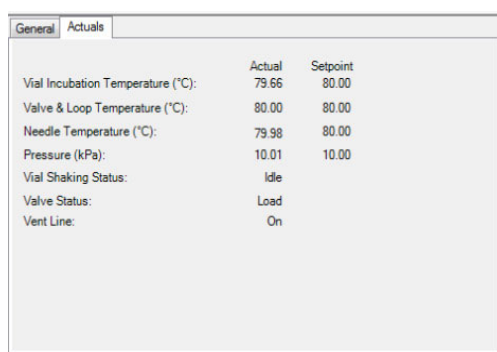 General Actuals
Actual Setpoint
Vial Incubation Temperature (°C): 79.66 80.00
Valve & Loop Temperature (°C): 80.00 80.00
Needle Temperature (°C): 79.98 80.00
Pressure (kPa): 10.01 10.00
Vial Shaking Status: Idle
Valve Status: Load
Vent Line: On